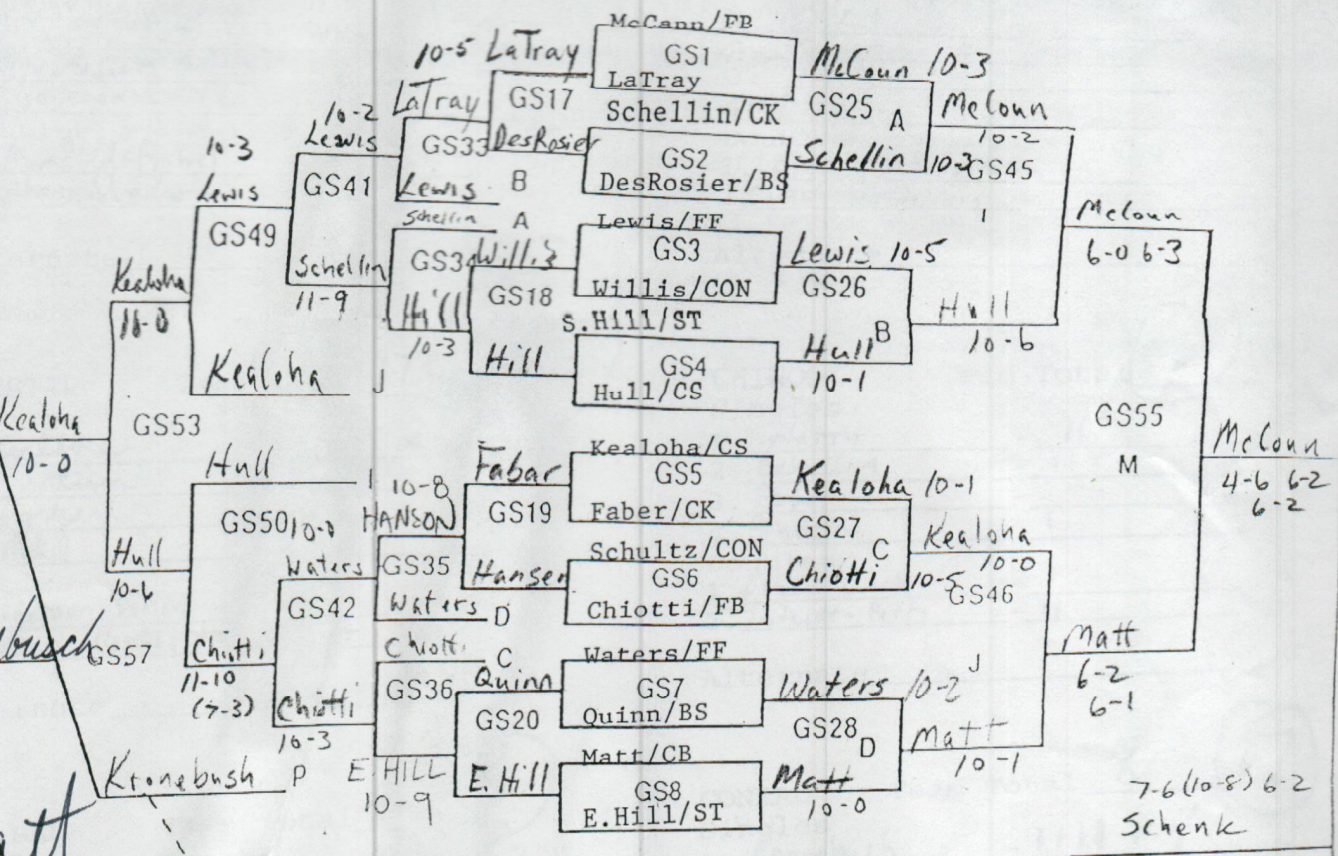 McCann/FB
10-5 LaTray GS1 McCoun 10-3
LaTray
10-2 LaTray GS17 Schellin/CK GS25 A McCoun
Lewis GS33 DesRosier GS2 Schellin 10-3 10-2
10-3 GS41 DesRosier/BS GS45
Lewis Lewis B I
Schellin A Lewis/FF McCoun
GS49 GS34 Willis GS3 Lewis 10-5 6-0 6-3
Kealoha Schellin GS18 Willis/CON GS26
10-0 11-9 Hill S.Hill/ST B Hull
10-3 Hill GS4 Hull 10-6
Kealoha J Hull/CS 10-1
Kealoha GS53 GS55 McCoun
10-0 Hull I Fabar Kealoha/CS M 4-6 6-2
10-8 GS5 Kealoha 10-1 6-2
GS50 10-0 HANSON GS19 Faber/CK GS27
Hull Waters GS35 Schultz/CON C Kealoha
10-6 Hansen GS6 Chiotti 10-5 10-0
GS42 Waters D Chiotti/FB GS46
busch GS57 Chiotti Chiotti C Waters/FF J Matt
11-10 GS36 Quinn GS7 Waters 10-2 6-2
(7-3) Chiotti GS20 Quinn/BS GS28 6-1
10-3 Matt/CB D Matt
Kronebush P E.HILL E.Hill GS8 Matt 10-1
10-9 E.Hill/ST 10-0 7-6 (10-8) 6-2
Schenk